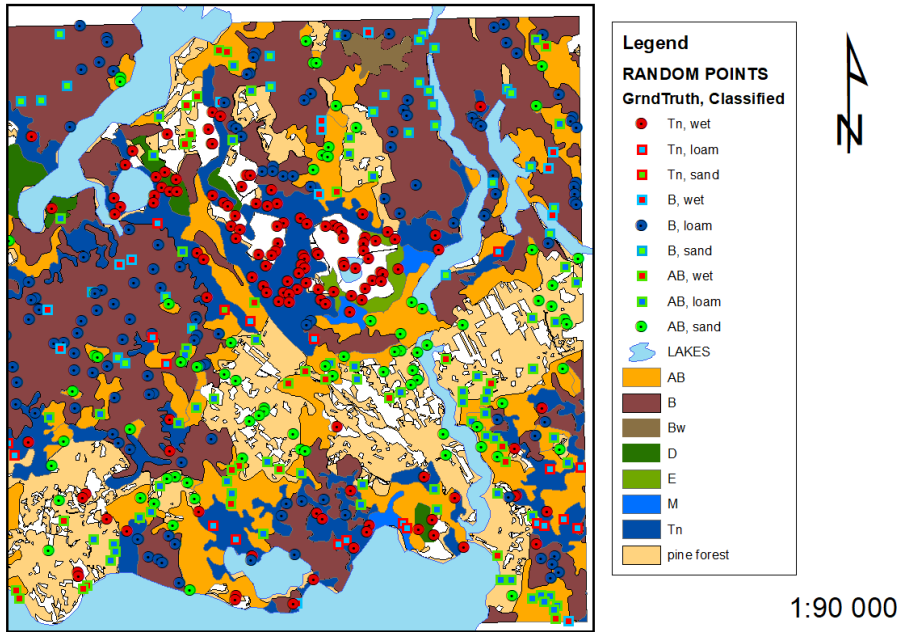 Legend
RANDOM POINTS
GrndTruth, Classified
Tn, wet
Tn, loam
Tn, sand
B, wet
B, loam
B, sand
AB, wet
AB, loam
AB, sand
LAKES
AB
B
Bw
D
E
M
Tn
pine forest
N
1:90 000